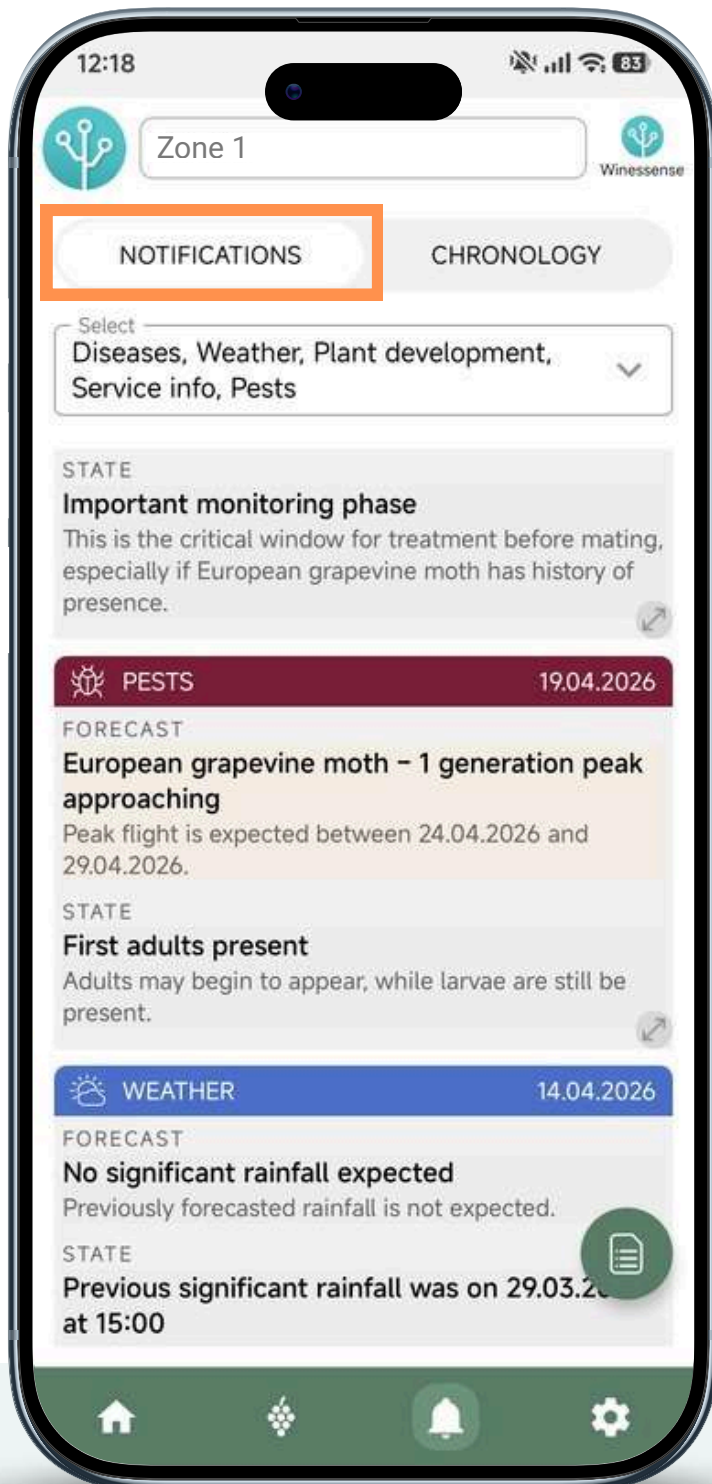 12:18
83
Zone 1
Winessense
NOTIFICATIONS
CHRONOLOGY
Select
Diseases, Weather, Plant development,
Service info, Pests
STATE
Important monitoring phase
This is the critical window for treatment before mating,
especially if European grapevine moth has history of
presence.
PESTS
19.04.2026
FORECAST
European grapevine moth – 1 generation peak
approaching
Peak flight is expected between 24.04.2026 and
29.04.2026.
STATE
First adults present
Adults may begin to appear, while larvae are still be
present.
WEATHER
14.04.2026
FORECAST
No significant rainfall expected
Previously forecasted rainfall is not expected.
STATE
Previous significant rainfall was on 29.03.2
at 15:00